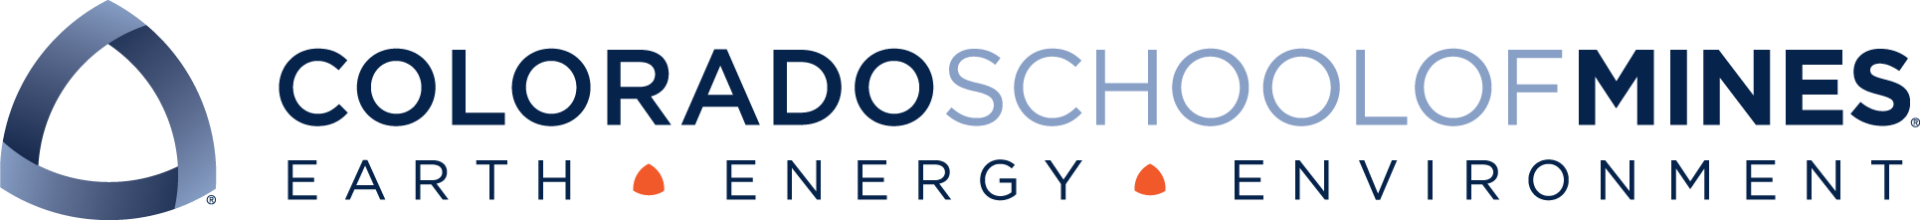 COLORADOSCHOOLOFMINES®
EARTH EnergY ENVIRONMENT
®